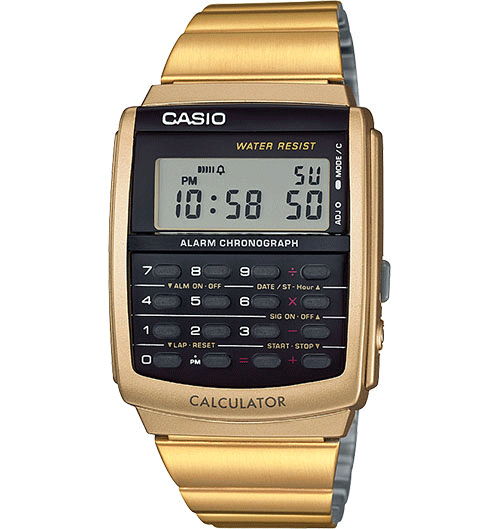 CASIO
WATER RESIST
MODE / C
PM SU
10:58 50
ADJ
ALARM CHRONOGRAPH
7 8 9 ÷
▼ ALM ON · OFF DATE / ST · Hour ▲
4 5 6 ×
SIG ON · OFF ▲
1 2 3 −
▼ LAP · RESET START · STOP ▼
0 PM = +
CALCULATOR